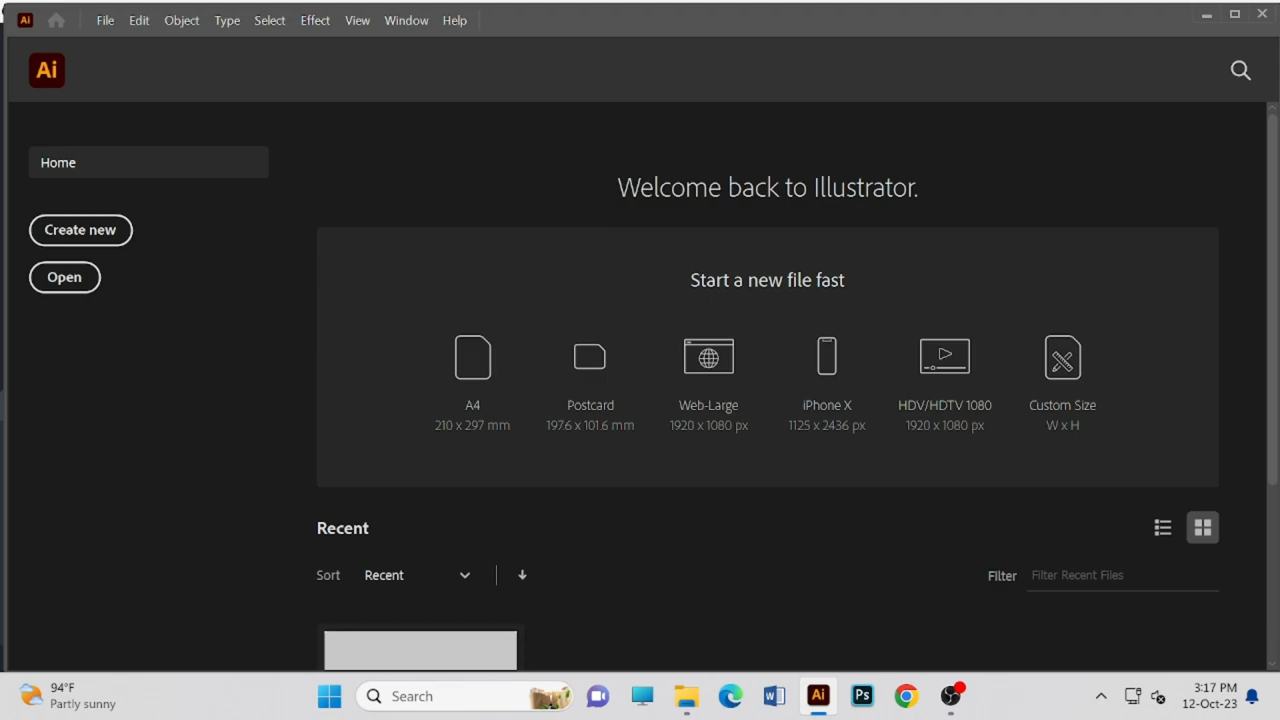 Ai File Edit Object Type Select Effect View Window Help
Ai
Home
Welcome back to Illustrator.
Create new
Open
Start a new file fast
A4 Postcard Web-Large iPhone X HDV/HDTV 1080 Custom Size
210 x 297 mm 197.6 x 101.6 mm 1920 x 1080 px 1125 x 2436 px 1920 x 1080 px W x H
Recent
Sort Recent Filter Filter Recent Files
94°F
Partly sunny
Search
W Ai Ps
3:17 PM
12-Oct-23